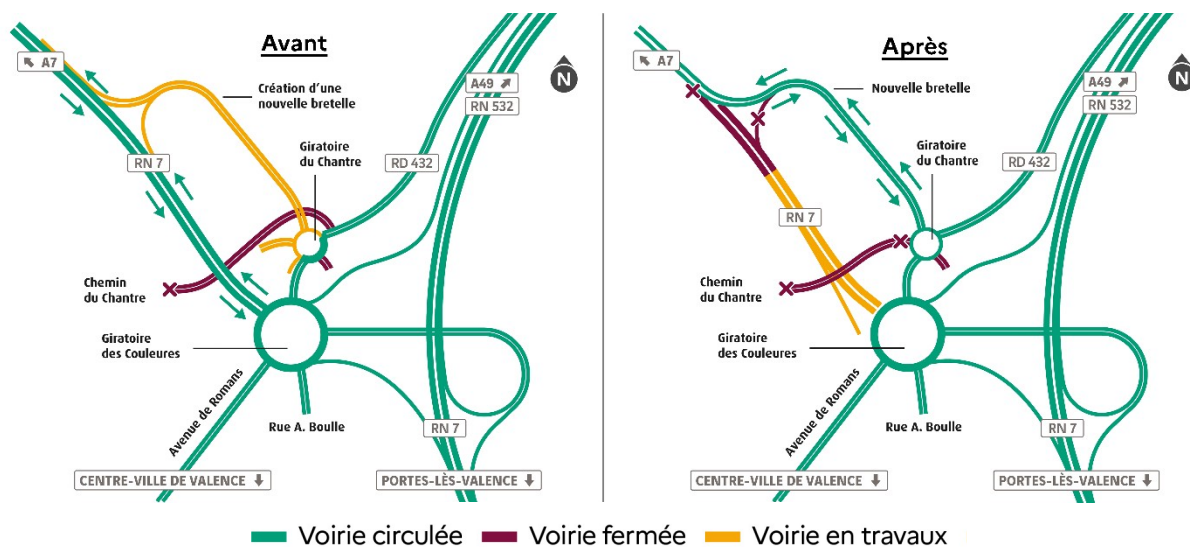 Avant
A7
Création d'une
nouvelle bretelle
N
A49
RN 532
Giratoire
du Chantre
RN 7
RD 432
Chemin
du Chantre
Giratoire
des Couleures
Avenue de Romans
Rue A. Boulle
RN 7
CENTRE-VILLE DE VALENCE
PORTES-LÈS-VALENCE
Après
A7
Nouvelle bretelle
N
A49
RN 532
Giratoire
du Chantre
RD 432
RN 7
Chemin
du Chantre
Giratoire
des Couleures
Avenue de Romans
Rue A. Boulle
RN 7
CENTRE-VILLE DE VALENCE
PORTES-LÈS-VALENCE
Voirie circulée Voirie fermée Voirie en travaux